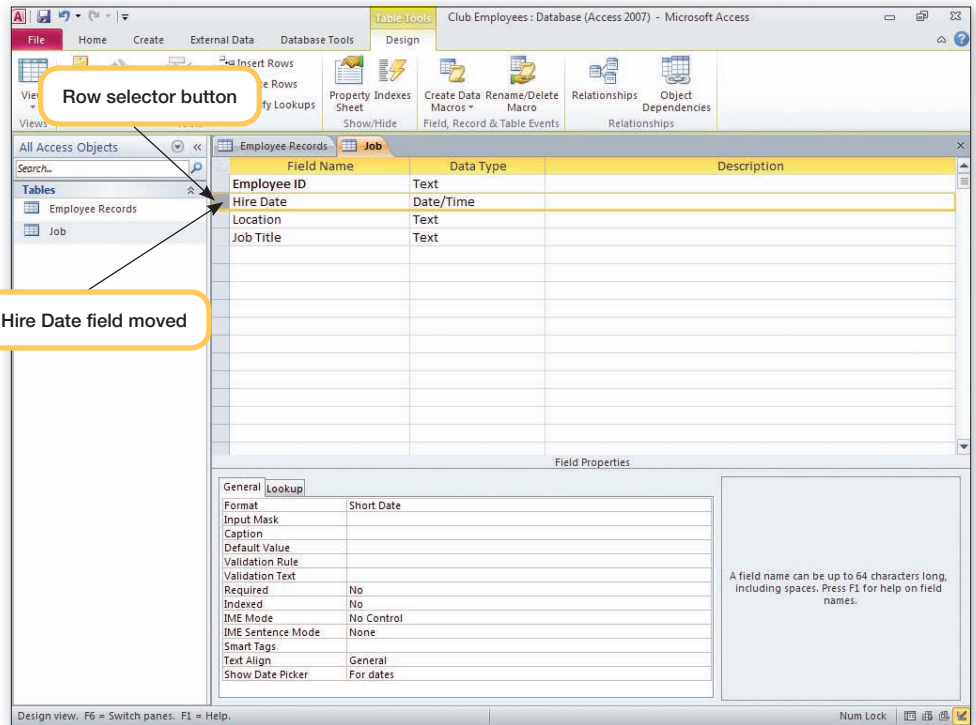 Table Tools
Club Employees : Database (Access 2007) - Microsoft Access
File Home Create External Data Database Tools Design
Insert Rows
Rows
Lookups
Views
Property Sheet
Indexes
Show/Hide
Create Data Macros
Rename/Delete Macro
Field, Record & Table Events
Relationships
Object Dependencies
Relationships
Row selector button
Hire Date field moved
All Access Objects
Search...
Tables
Employee Records
Job
Employee Records Job
Field Name Data Type Description
Employee ID Text
Hire Date Date/Time
Location Text
Job Title Text
Field Properties
General Lookup
Format Short Date
Input Mask
Caption
Default Value
Validation Rule
Validation Text
Required No
Indexed No
IME Mode No Control
IME Sentence Mode None
Smart Tags
Text Align General
Show Date Picker For dates
A field name can be up to 64 characters long,
including spaces. Press F1 for help on field
names.
Design view. F6 = Switch panes. F1 = Help.
Num Lock